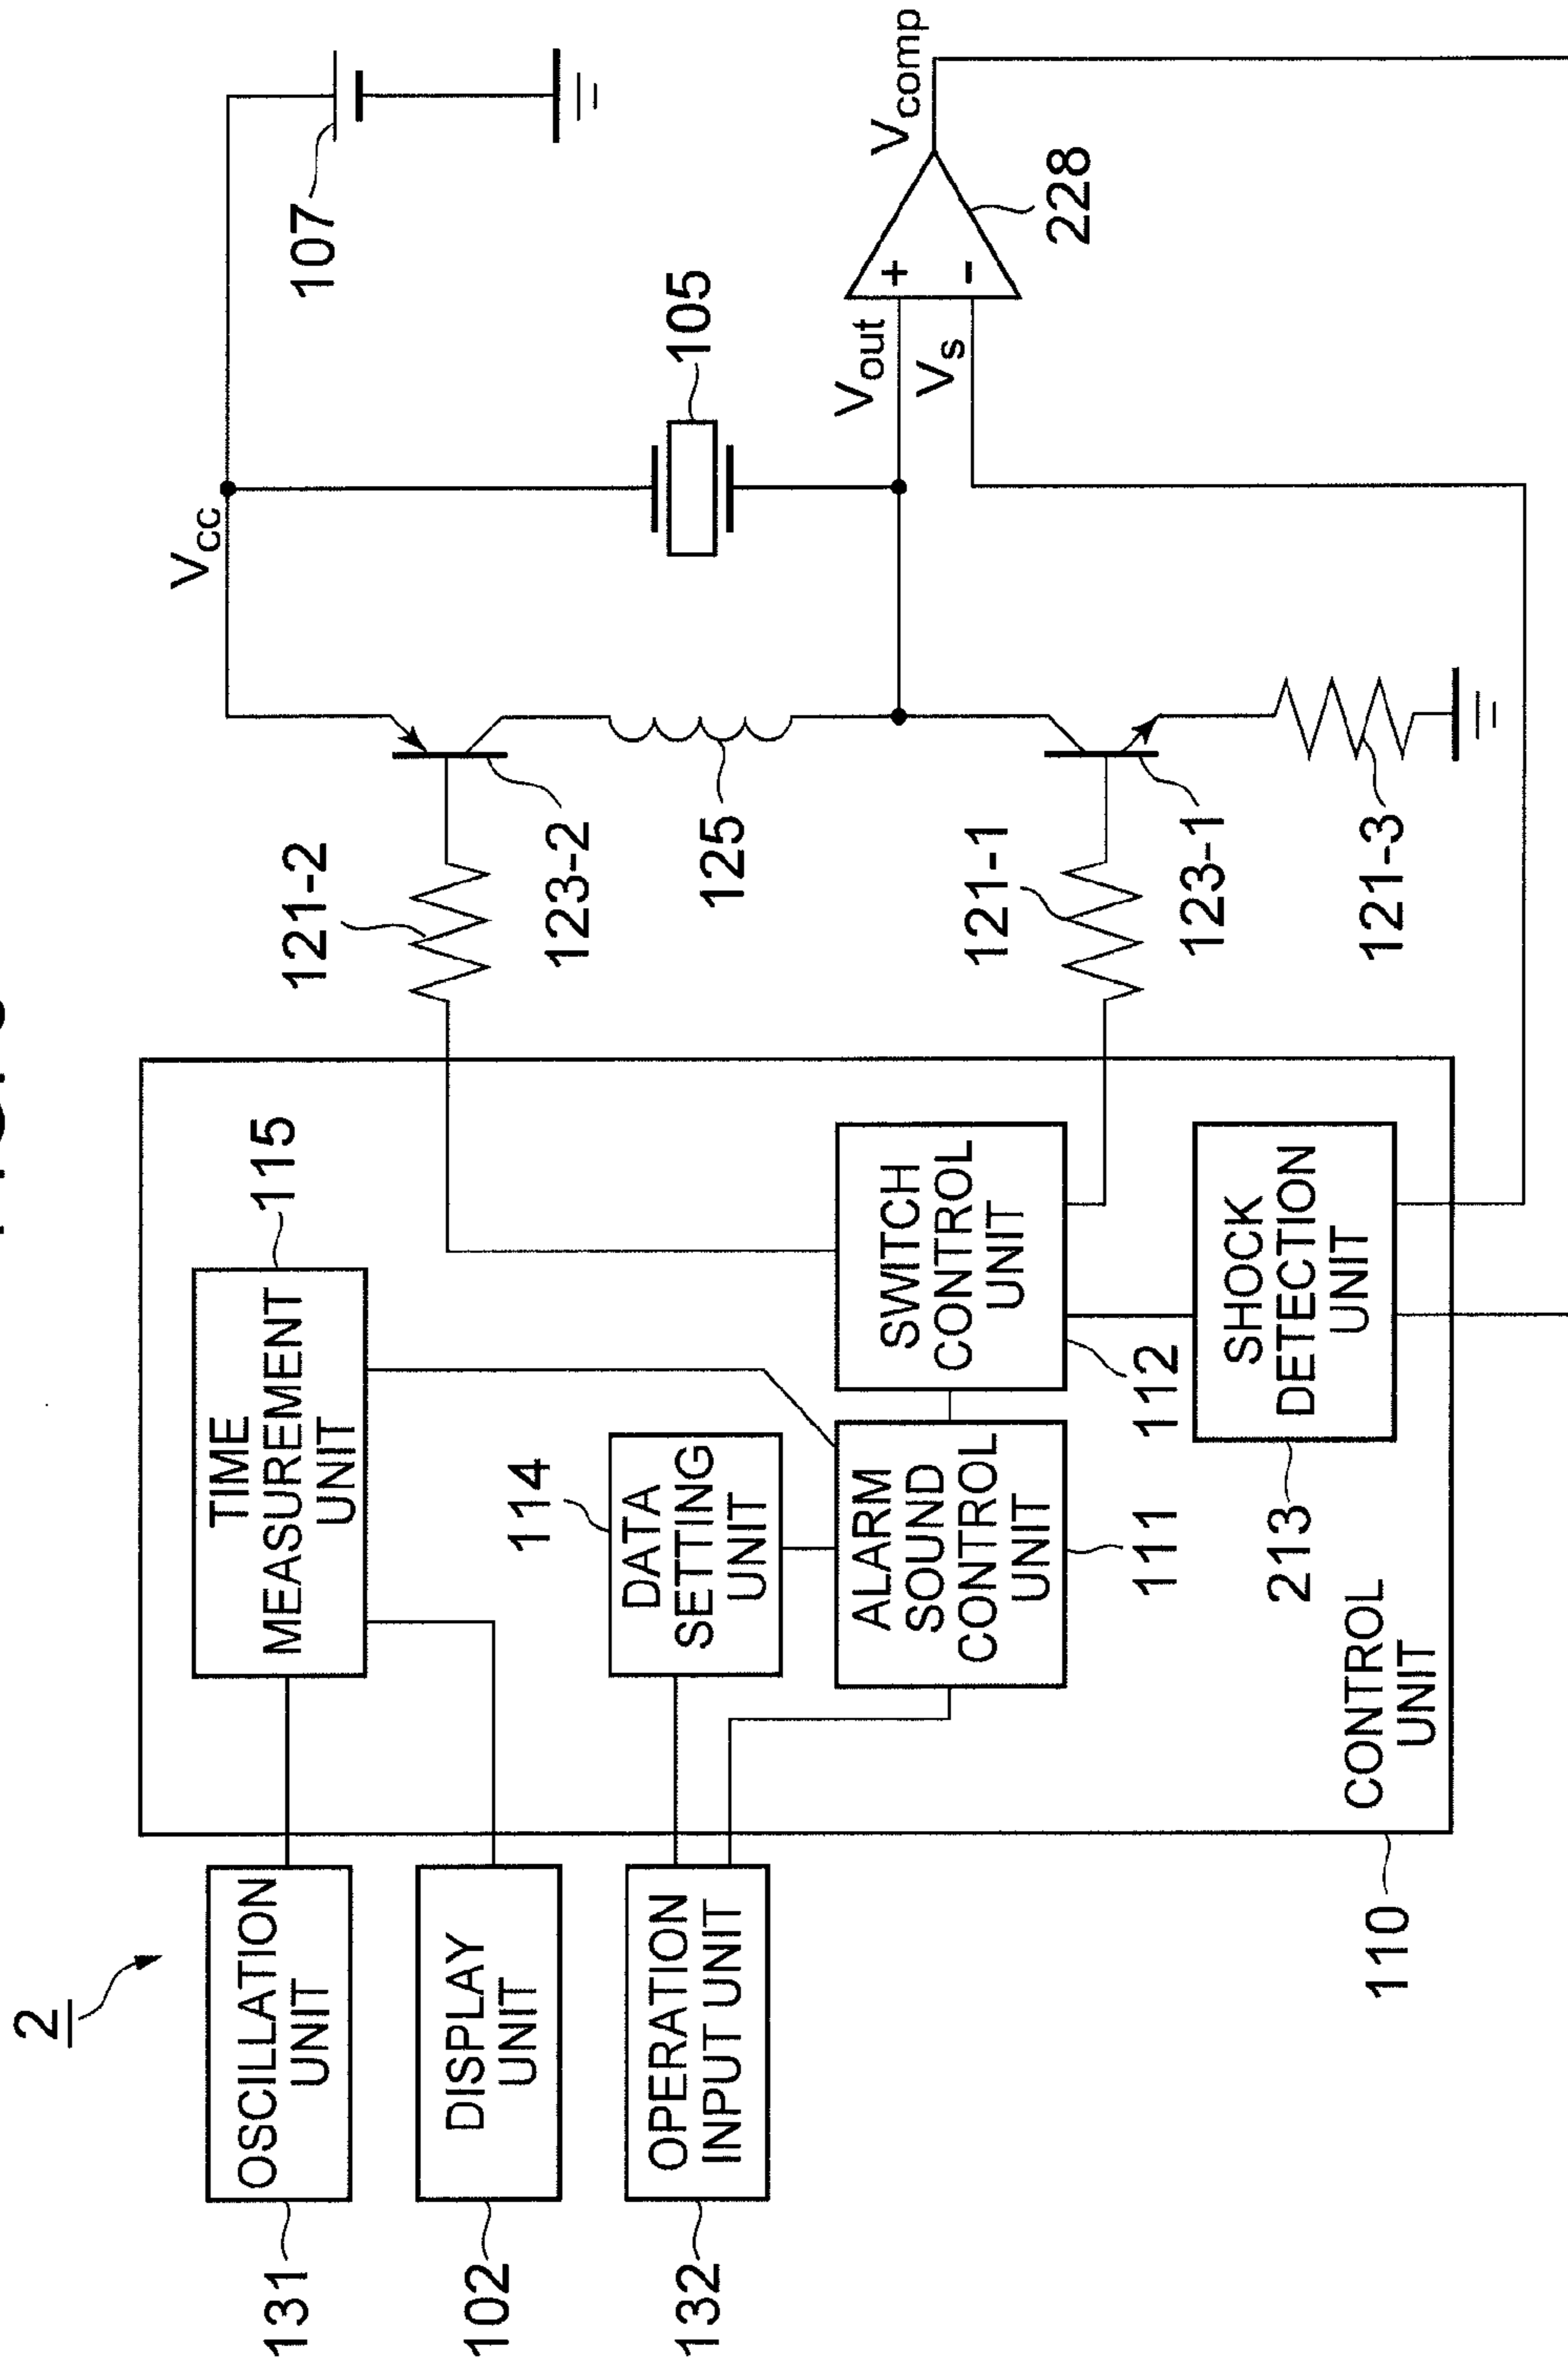 2
131
OSCILLATION
UNIT
102
DISPLAY
UNIT
132
OPERATION
INPUT UNIT
TIME
MEASUREMENT
UNIT
115
114
DATA
SETTING
UNIT
ALARM
SOUND
CONTROL
UNIT
111
SWITCH
CONTROL
UNIT
112
SHOCK
DETECTION
UNIT
213
CONTROL
UNIT
110
121-2
123-2
125
121-1
123-1
121-3
Vcc
107
105
Vout
Vs
+
-
Vcomp
228